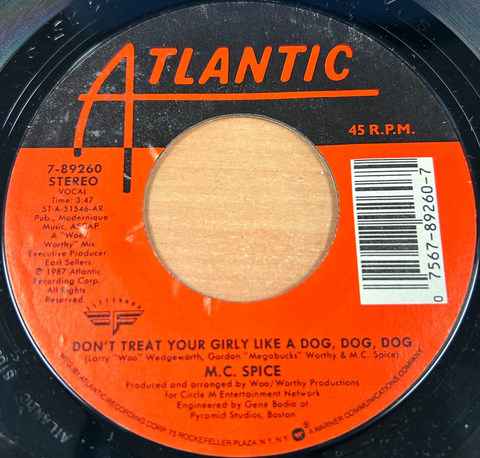 ATLANTIC
45 R.P.M.
7-89260
STEREO
VOCAL
Time: 3:47
ST-A-51546-AR
Pub., Modernique
Music, ASCAP
A "Woo/
Worthy" Mix
Executive Producer:
Earl Sellers
© 1987 Atlantic
Recording Corp.
All Rights
Reserved.
0 7567-89260-7
DON'T TREAT YOUR GIRLY LIKE A DOG, DOG, DOG
(Larry "Woo" Wedgeworth, Gordon "Megabucks" Worthy & M.C. Spice)
M.C. SPICE
Produced and arranged by Woo/Worthy Productions
for Circle M Entertainment Network
Engineered by Gene Bodia at
Pyramid Studios, Boston
MFG. BY ATLANTIC RECORDING CORP. 75 ROCKEFELLER PLAZA, N.Y., N.Y. A WARNER COMMUNICATIONS COMPANY